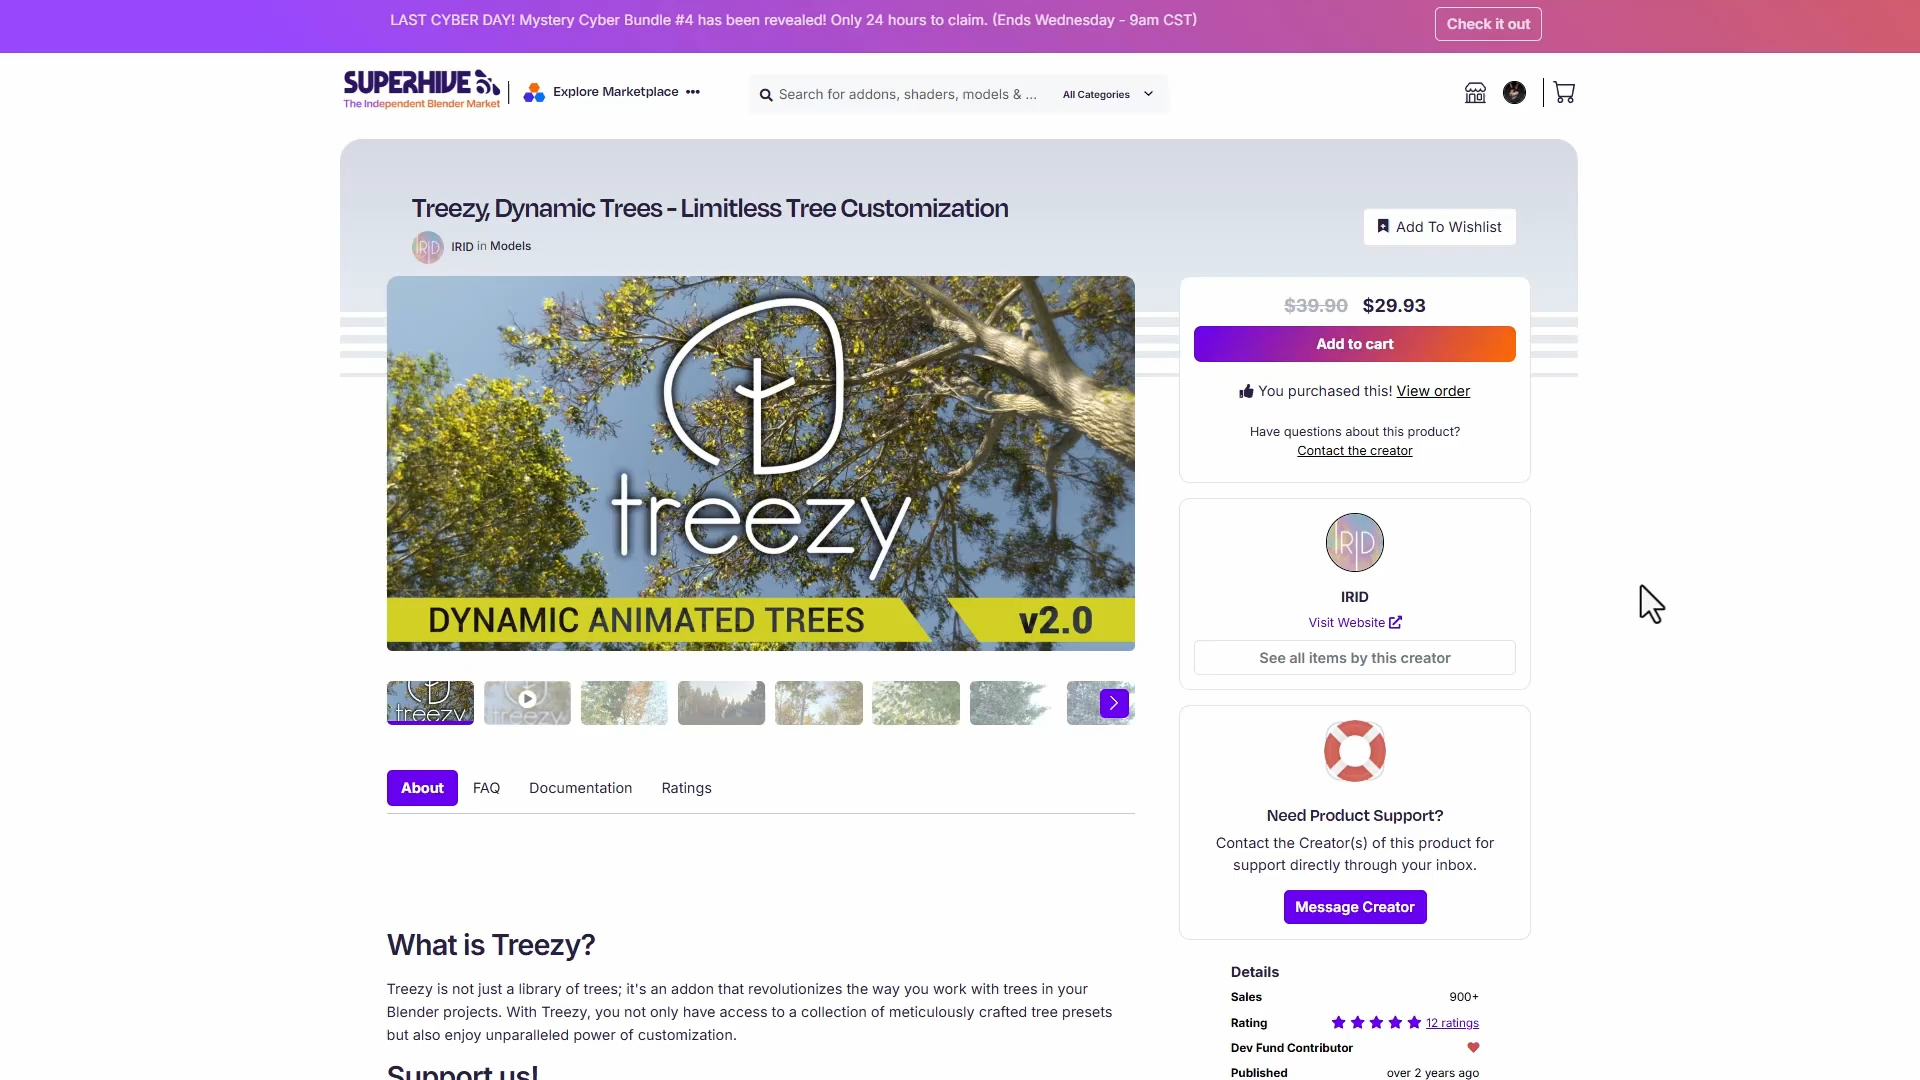 LAST CYBER DAY! Mystery Cyber Bundle #4 has been revealed! Only 24 hours to claim. (Ends Wednesday - 9am CST)
Check it out
SUPERHIVE
The Independent Blender Market
Explore Marketplace •••
Search for addons, shaders, models & ...
All Categories
Treezy, Dynamic Trees - Limitless Tree Customization
IRID
IRID in Models
Add To Wishlist
treezy
DYNAMIC ANIMATED TREES
v2.0
$39.90 $29.93
Add to cart
You purchased this! View order
Have questions about this product?
Contact the creator
IRID
IRID
Visit Website
See all items by this creator
treezy
treezy
About
FAQ
Documentation
Ratings
Need Product Support?
Contact the Creator(s) of this product for
support directly through your inbox.
Message Creator
What is Treezy?
Treezy is not just a library of trees; it's an addon that revolutionizes the way you work with trees in your
Blender projects. With Treezy, you not only have access to a collection of meticulously crafted tree presets
but also enjoy unparalleled power of customization.
Support us!
Details
Sales 900+
Rating 12 ratings
Dev Fund Contributor
Published over 2 years ago